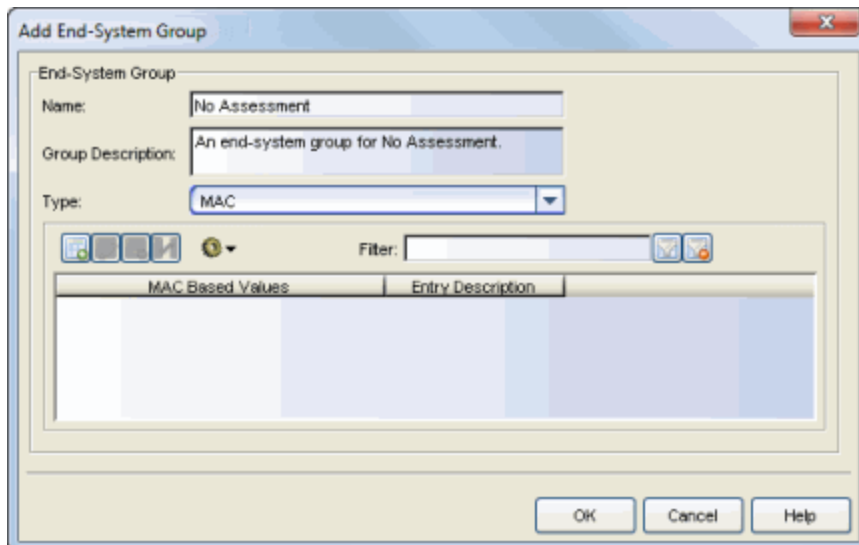 Add End-System Group
End-System Group
Name: No Assessment
Group Description: An end-system group for No Assessment.
Type: MAC
Filter:
MAC Based Values Entry Description
OK Cancel Help